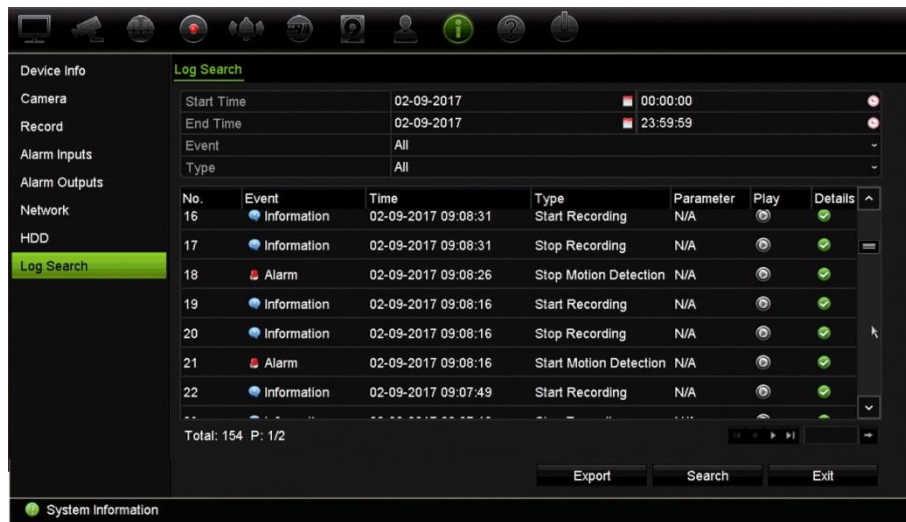 Device Info
Log Search
Camera
Start Time 02-09-2017 00:00:00
Record
End Time 02-09-2017 23:59:59
Event All
Alarm Inputs
Type All
Alarm Outputs
No. Event Time Type Parameter Play Details
Network
16 Information 02-09-2017 09:08:31 Start Recording N/A
HDD
17 Information 02-09-2017 09:08:31 Stop Recording N/A
Log Search
18 Alarm 02-09-2017 09:08:26 Stop Motion Detection N/A
19 Information 02-09-2017 09:08:16 Start Recording N/A
20 Information 02-09-2017 09:08:16 Stop Recording N/A
21 Alarm 02-09-2017 09:08:16 Start Motion Detection N/A
22 Information 02-09-2017 09:07:49 Start Recording N/A
Total: 154 P: 1/2
Export Search Exit
System Information